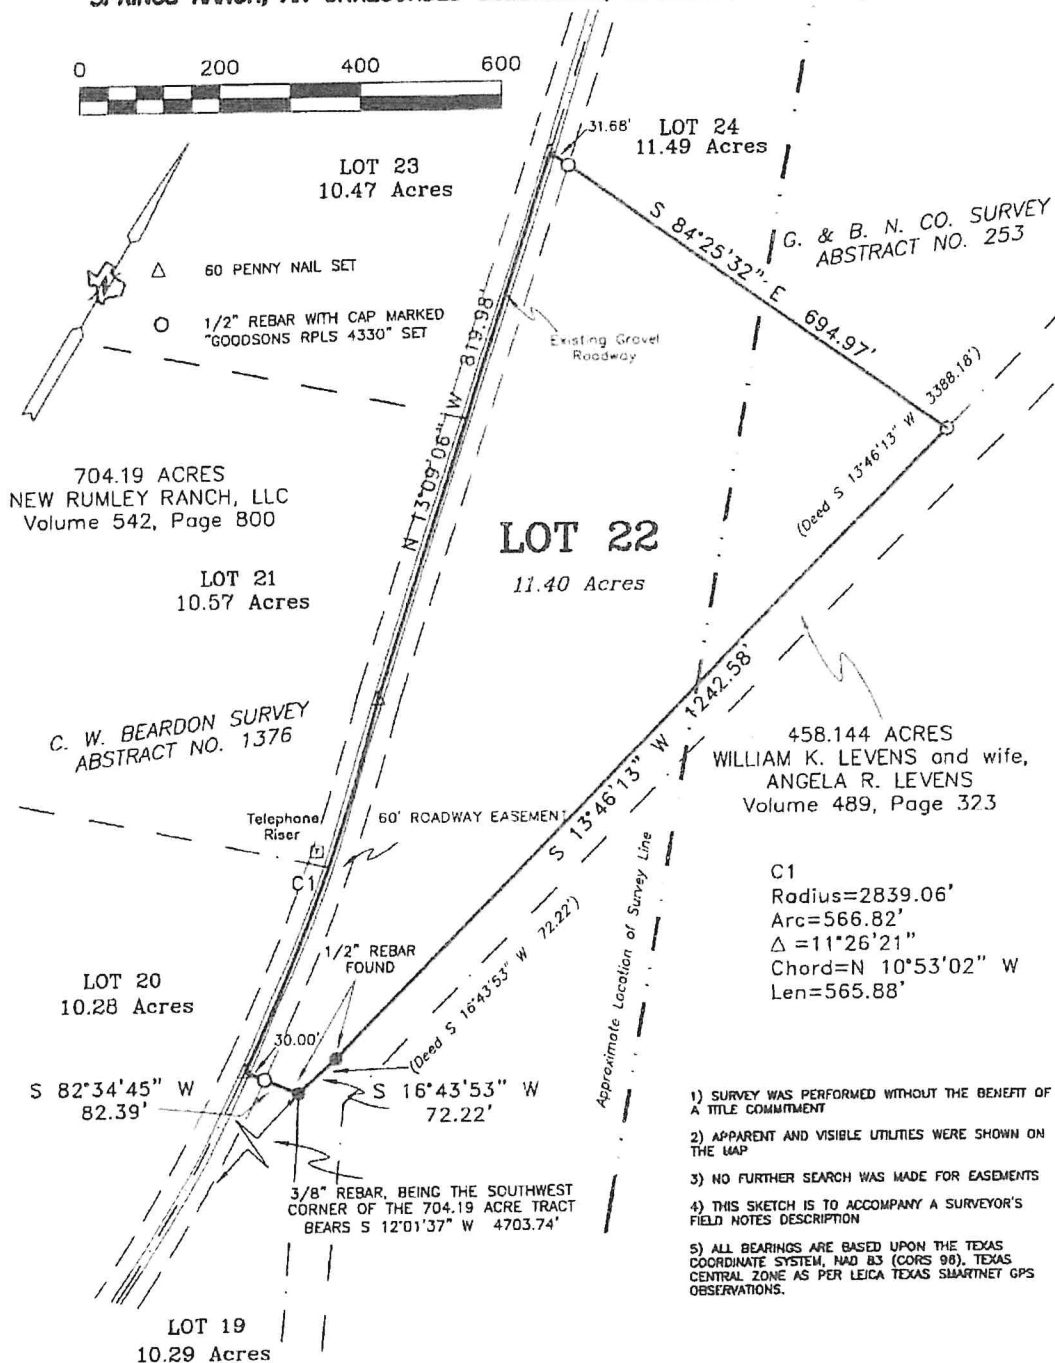 0 200 400 600
31.68'
LOT 24
11.49 Acres
LOT 23
10.47 Acres
G. & B. N. CO. SURVEY
ABSTRACT NO. 253
S 84°25'32" E 694.97'
60 PENNY NAIL SET
1/2" REBAR WITH CAP MARKED
"GOODSONS RPLS 4330" SET
Existing Gravel
Roadway
N 13°09'06" W 819.98'
(Deed S 13°46'13" W 3388.18')
704.19 ACRES
NEW RUMLEY RANCH, LLC
Volume 542, Page 800
LOT 22
11.40 Acres
LOT 21
10.57 Acres
S 13°46'13" W 1242.58'
C. W. BEARDON SURVEY
ABSTRACT NO. 1376
458.144 ACRES
WILLIAM K. LEVENS and wife,
ANGELA R. LEVENS
Volume 489, Page 323
Telephone
Riser
T
60' ROADWAY EASEMENT
C1
C1
Radius=2839.06'
Arc=566.82'
Δ =11°26'21"
Chord=N 10°53'02" W
Len=565.88'
Approximate Location of Survey Line
1/2" REBAR
FOUND
(Deed S 16°43'53" W 72.22')
LOT 20
10.28 Acres
30.00'
S 82°34'45" W
82.39'
S 16°43'53" W
72.22'
3/8" REBAR, BEING THE SOUTHWEST
CORNER OF THE 704.19 ACRE TRACT
BEARS S 12°01'37" W 4703.74'
1) SURVEY WAS PERFORMED WITHOUT THE BENEFIT OF
A TITLE COMMITMENT
2) APPARENT AND VISIBLE UTILITIES WERE SHOWN ON
THE MAP
3) NO FURTHER SEARCH WAS MADE FOR EASEMENTS
4) THIS SKETCH IS TO ACCOMPANY A SURVEYOR'S
FIELD NOTES DESCRIPTION
5) ALL BEARINGS ARE BASED UPON THE TEXAS
COORDINATE SYSTEM, NAD 83 (CORS 96), TEXAS
CENTRAL ZONE AS PER LEICA TEXAS SMARTNET GPS
OBSERVATIONS.
LOT 19
10.29 Acres